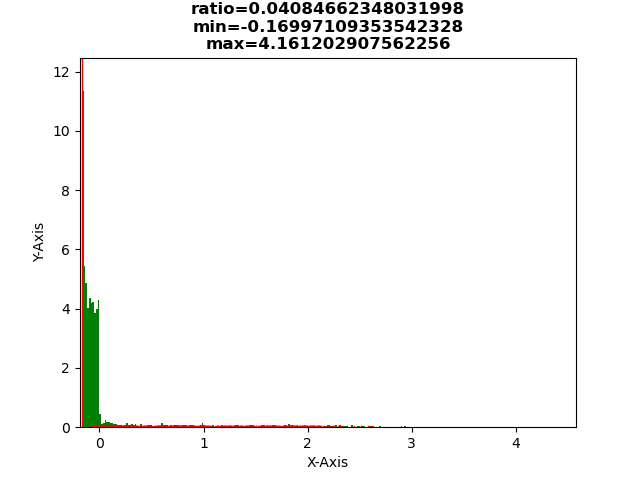 ratio=0.04084662348031998
min=-0.16997109353542328
max=4.161202907562256
12
10
8
6
4
2
0
Y-Axis
0 1 2 3 4
X-Axis